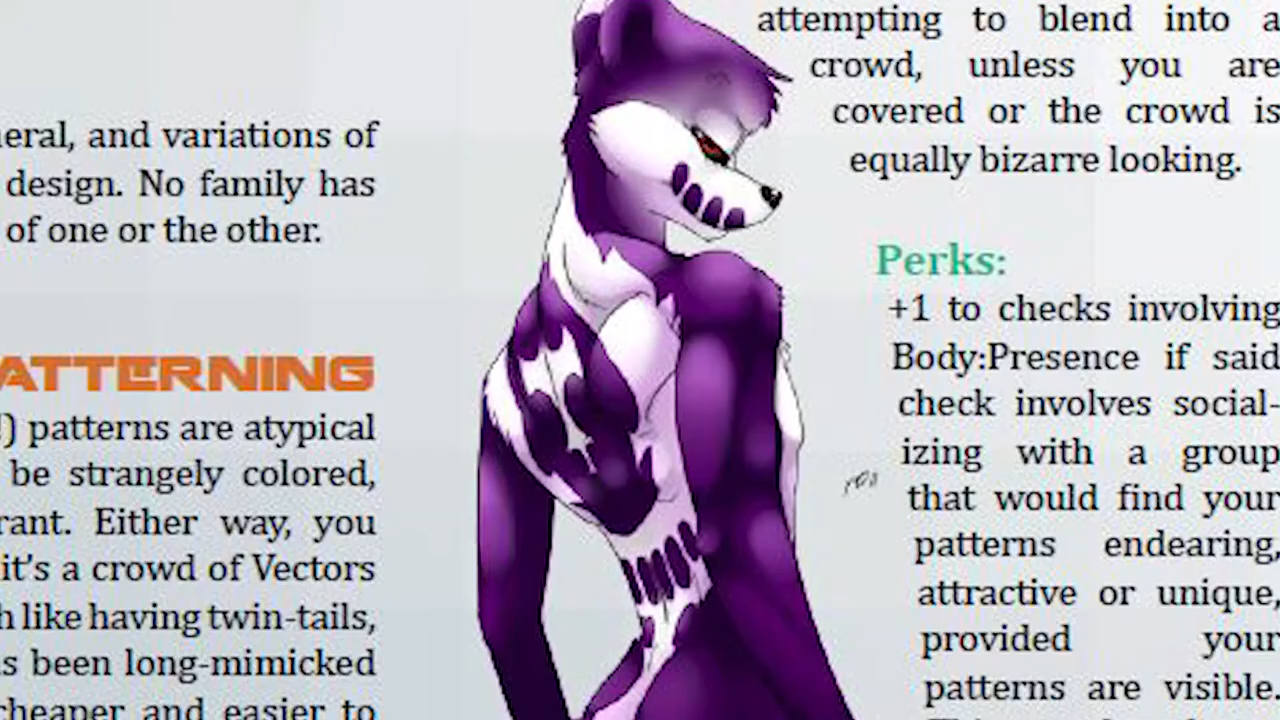 eral, and variations of
design. No family has
of one or the other.
ATTERNING
patterns are atypical
be strangely colored,
rant. Either way, you
it's a crowd of Vectors
like having twin-tails,
s been long-mimicked
cheaper and easier to
attempting to blend into a
crowd, unless you are
covered or the crowd is
equally bizarre looking.
Perks:
+1 to checks involving
Body:Presence if said
check involves social-
izing with a group
that would find your
patterns endearing,
attractive or unique,
provided your
patterns are visible.